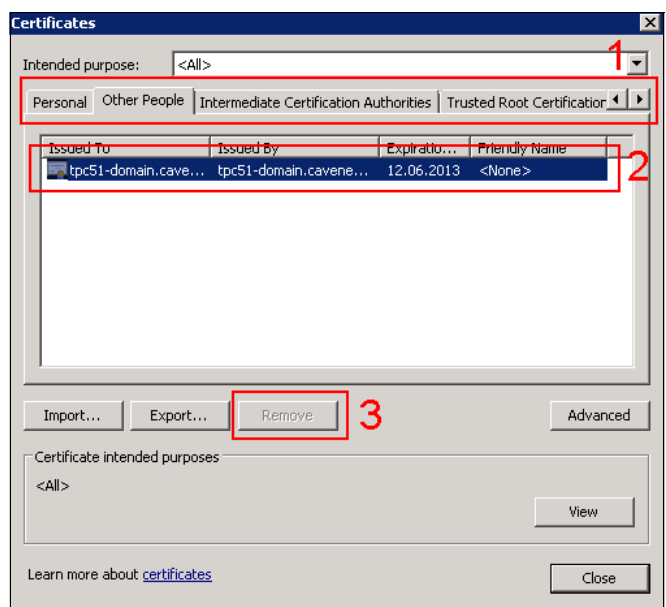 Certificates
Intended purpose: <All>
1
Personal Other People Intermediate Certification Authorities Trusted Root Certification
Issued To Issued By Expiratio... Friendly Name
tpc51-domain.cave... tpc51-domain.cavene... 12.06.2013 <None>
2
Import... Export... Remove 3 Advanced
Certificate intended purposes
<All>
View
Learn more about certificates
Close